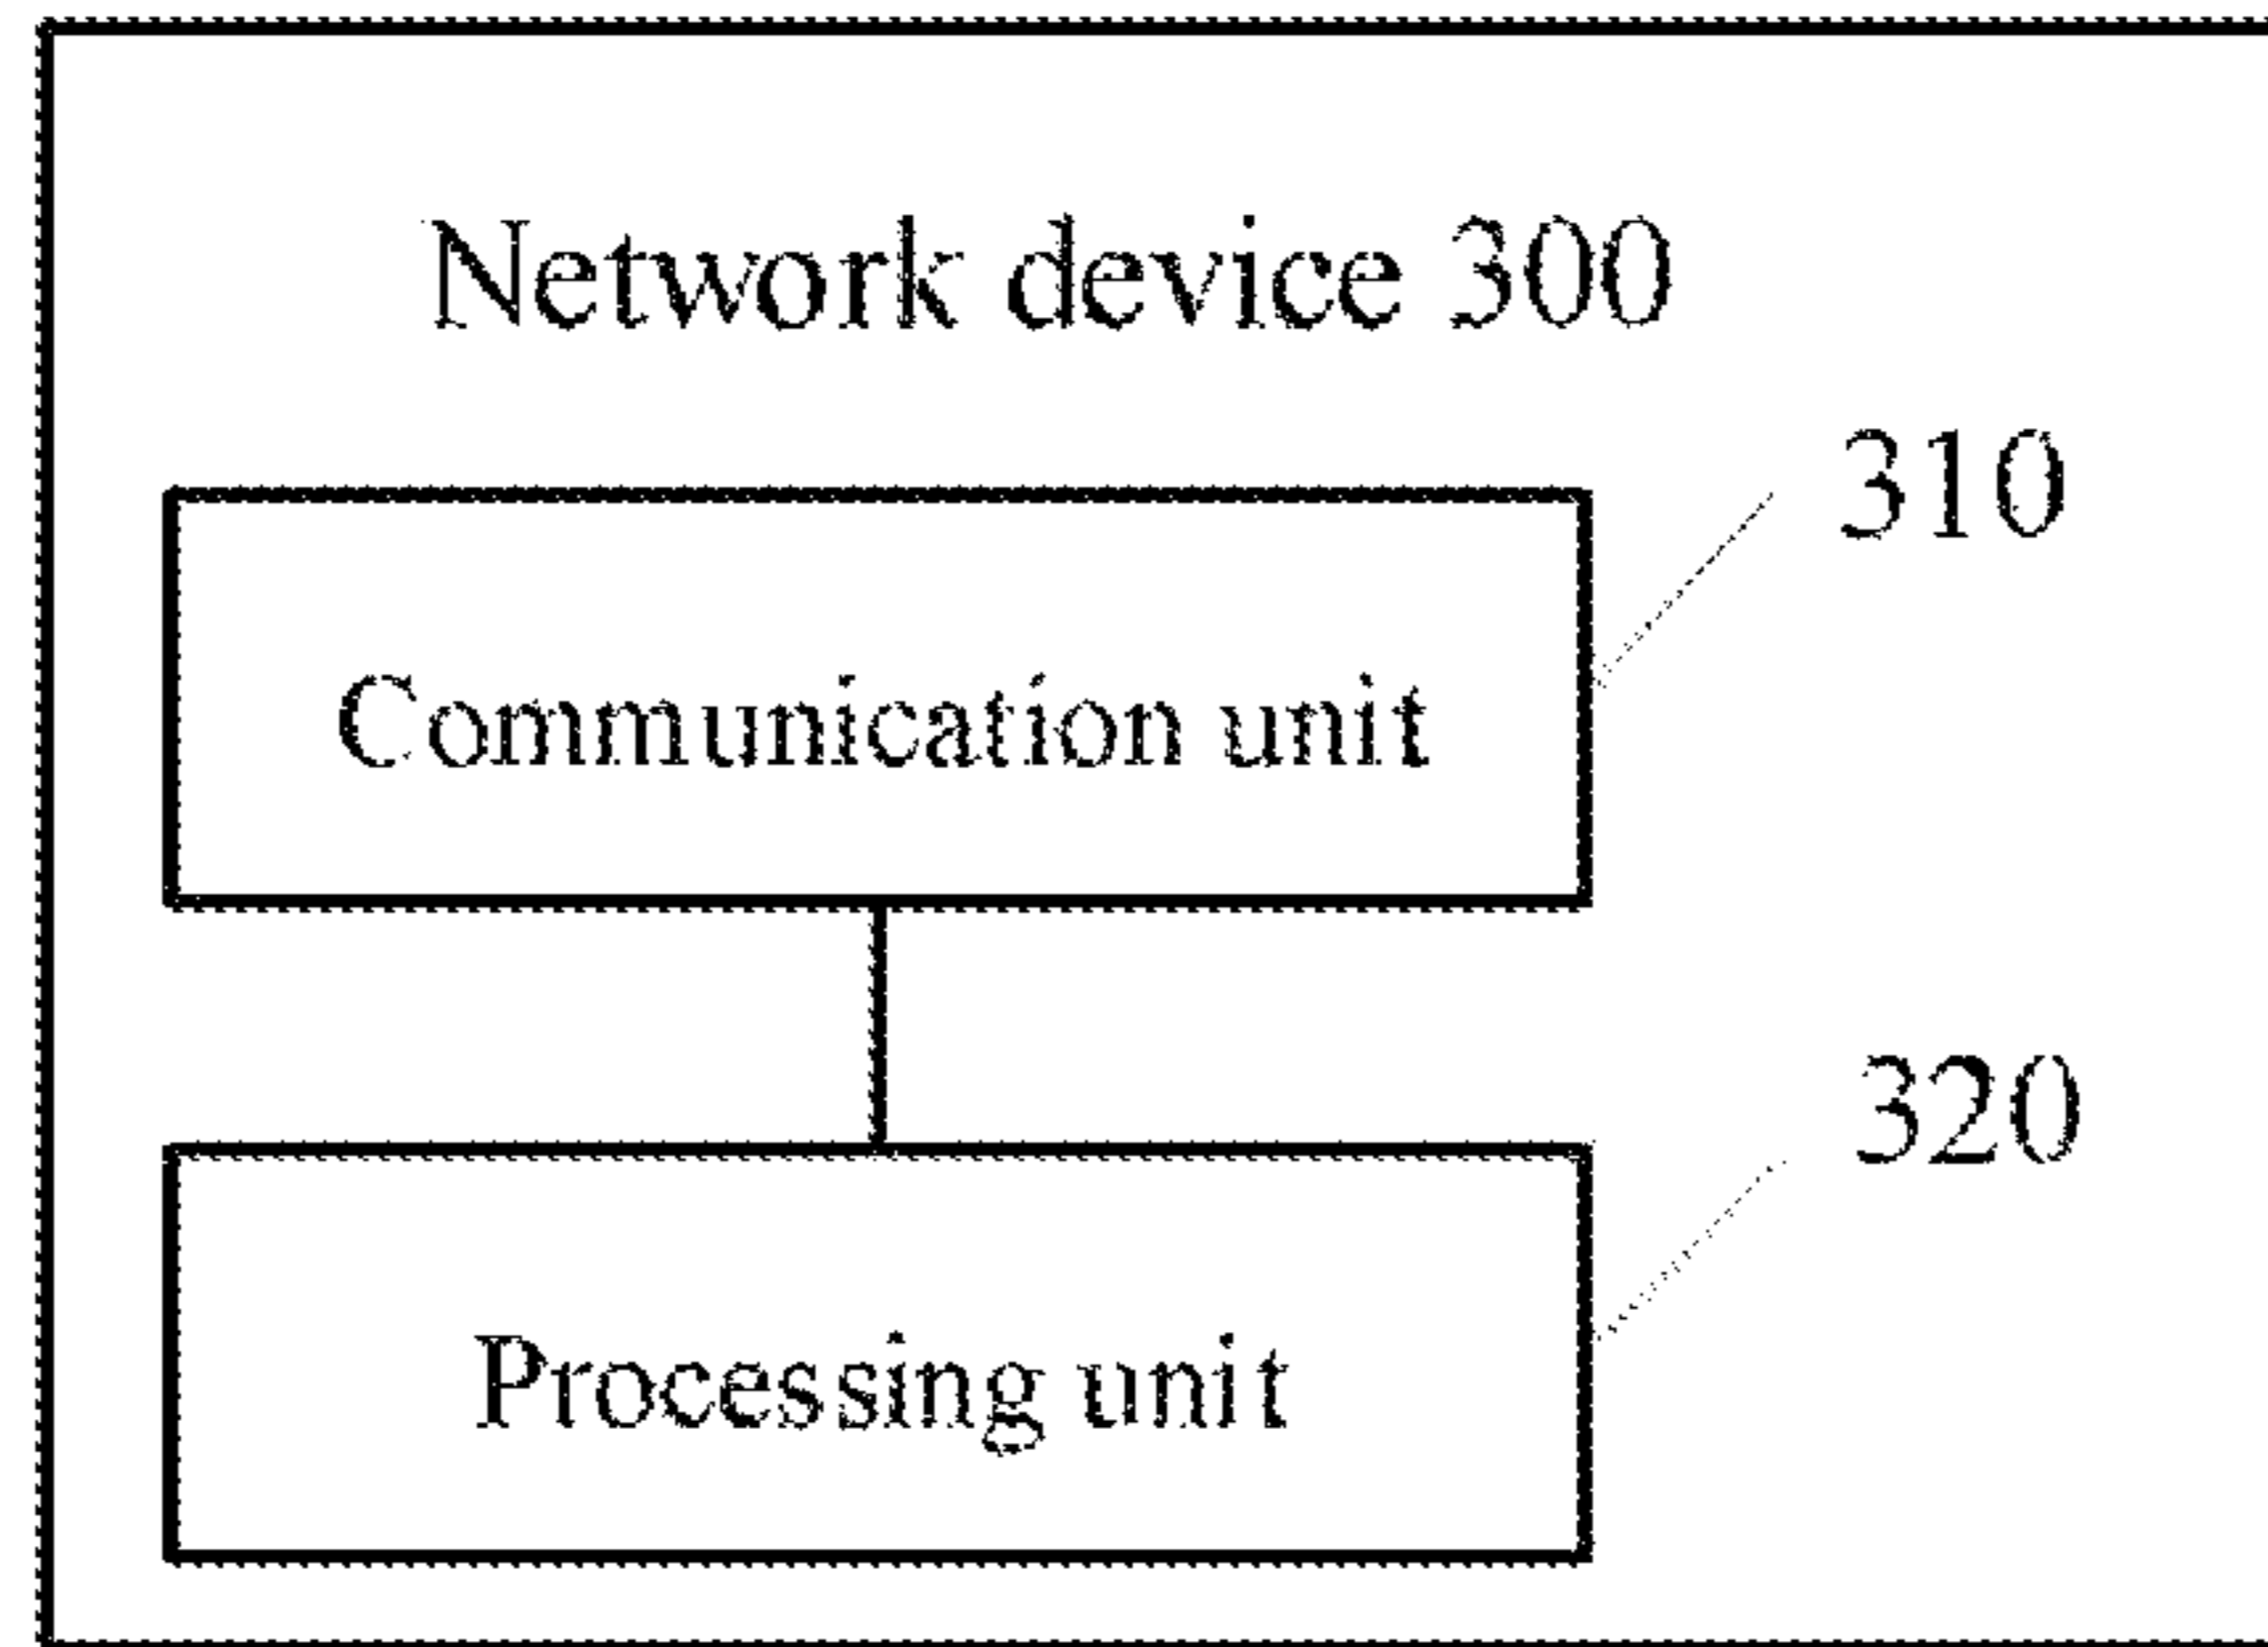 Network device 300
310
Communication unit
320
Processing unit